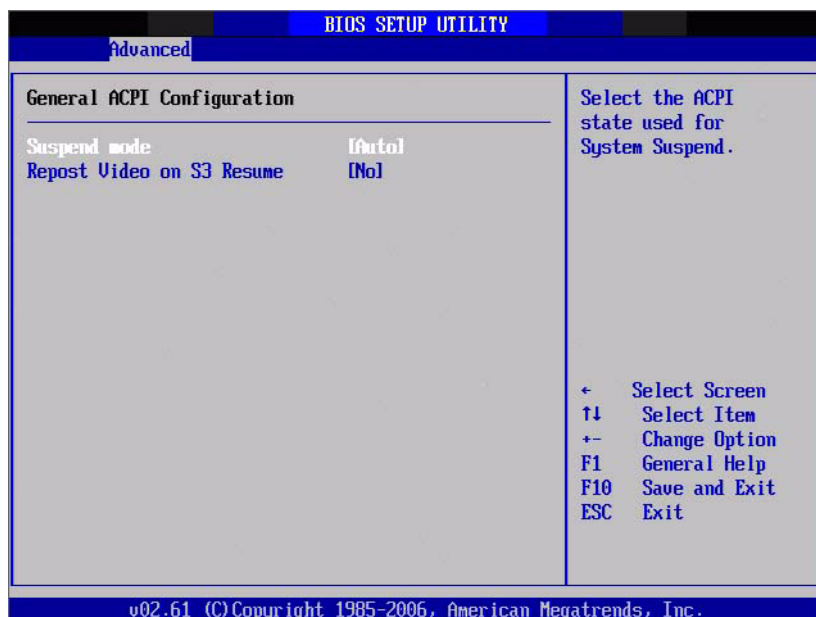 BIOS SETUP UTILITY
Advanced
General ACPI Configuration
Suspend mode [Auto]
Repost Video on S3 Resume [No]
Select the ACPI
state used for
System Suspend.
← Select Screen
↑↓ Select Item
+- Change Option
F1 General Help
F10 Save and Exit
ESC Exit
v02.61 (C)Copyright 1985-2006, American Megatrends, Inc.